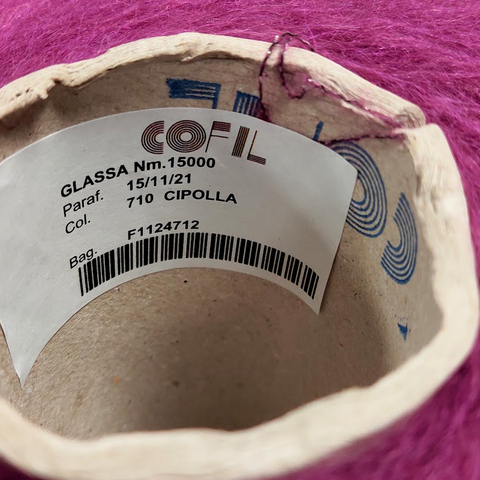 COFIL
GLASSA Nm.15000
Paraf. 15/11/21
Col. 710 CIPOLLA
Bag. F1124712